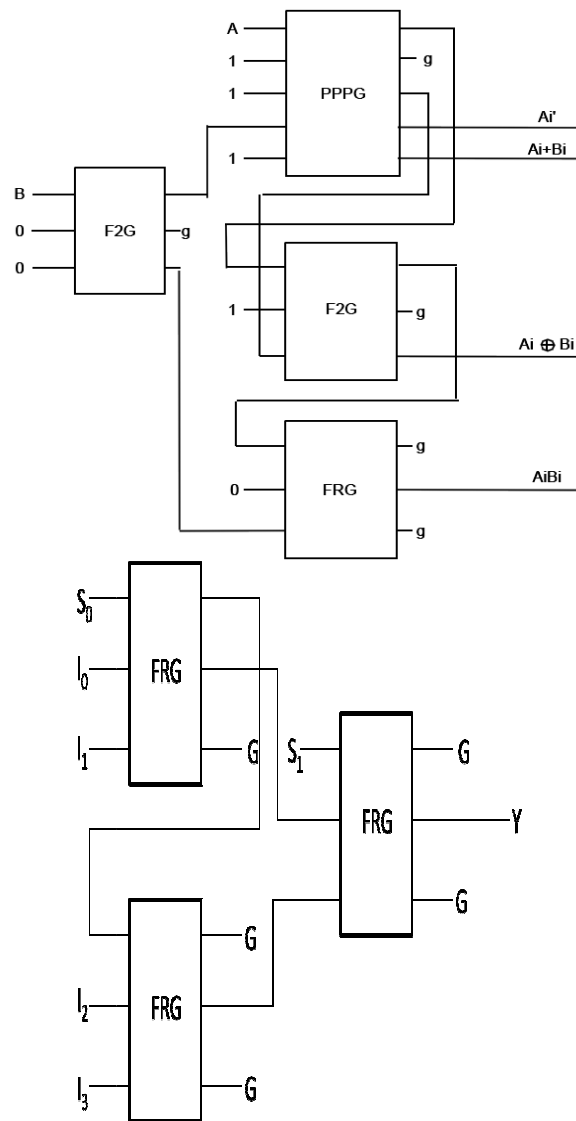 A
1
1
PPPG
g
Ai'
1
Ai+Bi
B
0
F2G
g
0
1
F2G
g
Ai ⊕ Bi
g
0
FRG
AiBi
g
S₀
I₀
FRG
I₁
G
S₁
G
FRG
Y
G
G
I₂
FRG
I₃
G